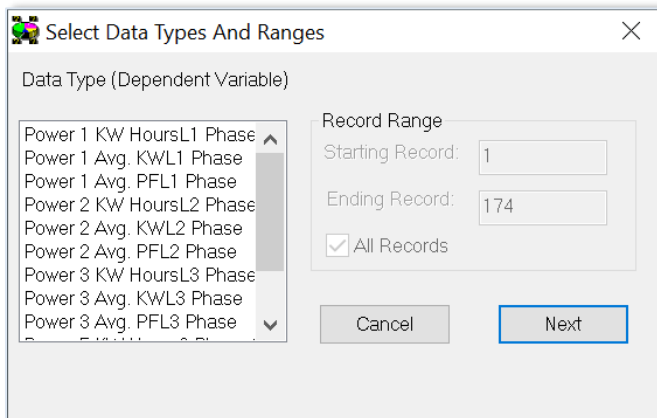 Select Data Types And Ranges
Data Type (Dependent Variable)
Power 1 KW HoursL1 Phase
Power 1 Avg. KWL1 Phase
Power 1 Avg. PFL1 Phase
Power 2 KW HoursL2 Phase
Power 2 Avg. KWL2 Phase
Power 2 Avg. PFL2 Phase
Power 3 KW HoursL3 Phase
Power 3 Avg. KWL3 Phase
Power 3 Avg. PFL3 Phase
Record Range
Starting Record: 1
Ending Record: 174
All Records
Cancel
Next